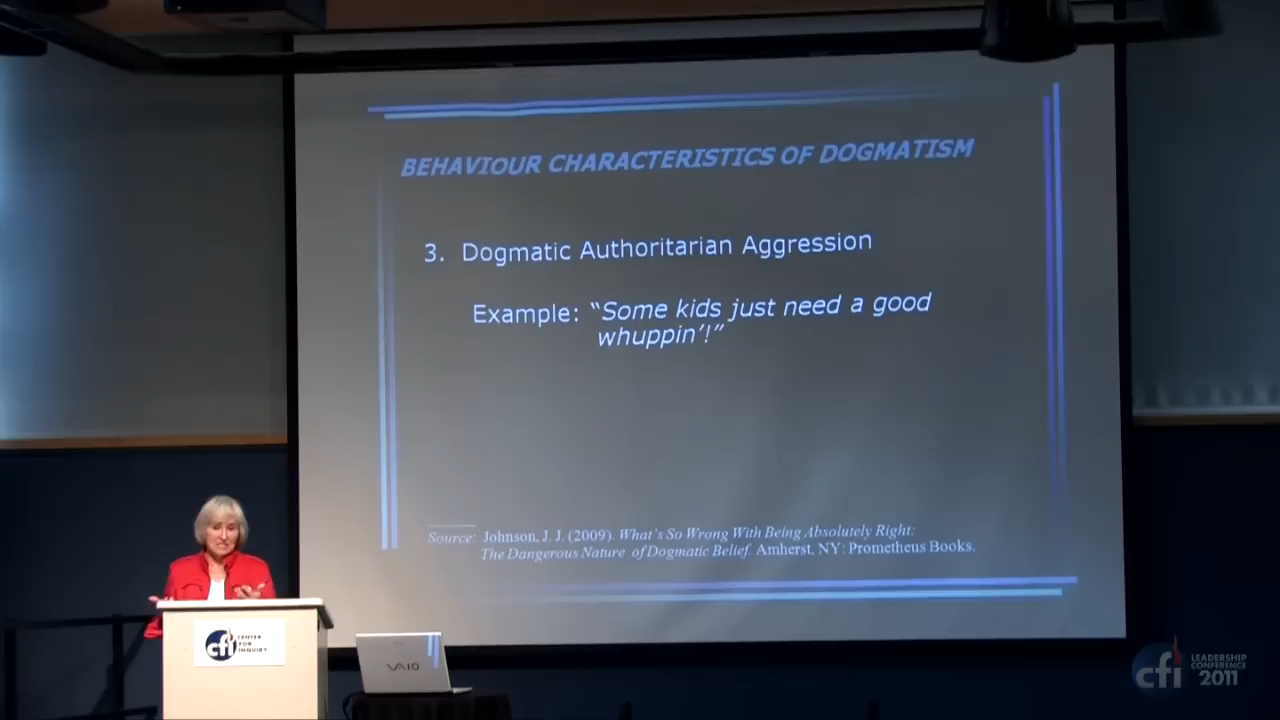 BEHAVIOUR CHARACTERISTICS OF DOGMATISM
3. Dogmatic Authoritarian Aggression
Example: “Some kids just need a good
whuppin’!”
Source: Johnson, J. J. (2009). What’s So Wrong With Being Absolutely Right:
The Dangerous Nature of Dogmatic Belief. Amherst, NY: Prometheus Books.
cfi CENTER
FOR
INQUIRY
VAIO
cfi LEADERSHIP
CONFERENCE
2011